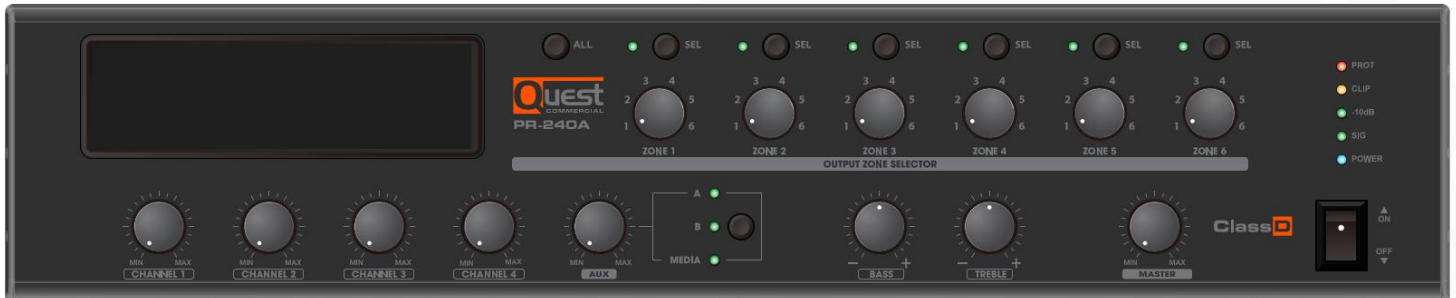 ALL SEL SEL SEL SEL SEL SEL
Quest
COMMERCIAL
PR-240A
1 2 3 4 5 6
1 2 3 4 5 6
1 2 3 4 5 6
1 2 3 4 5 6
1 2 3 4 5 6
1 2 3 4 5 6
ZONE 1 ZONE 2 ZONE 3 ZONE 4 ZONE 5 ZONE 6
OUTPUT ZONE SELECTOR
PROT
CLIP
-10dB
SIG
POWER
MIN MAX
CHANNEL 1
MIN MAX
CHANNEL 2
MIN MAX
CHANNEL 3
MIN MAX
CHANNEL 4
MIN MAX
AUX
A
B
MEDIA
− +
BASS
− +
TREBLE
MIN MAX
MASTER
Class D
ON
OFF